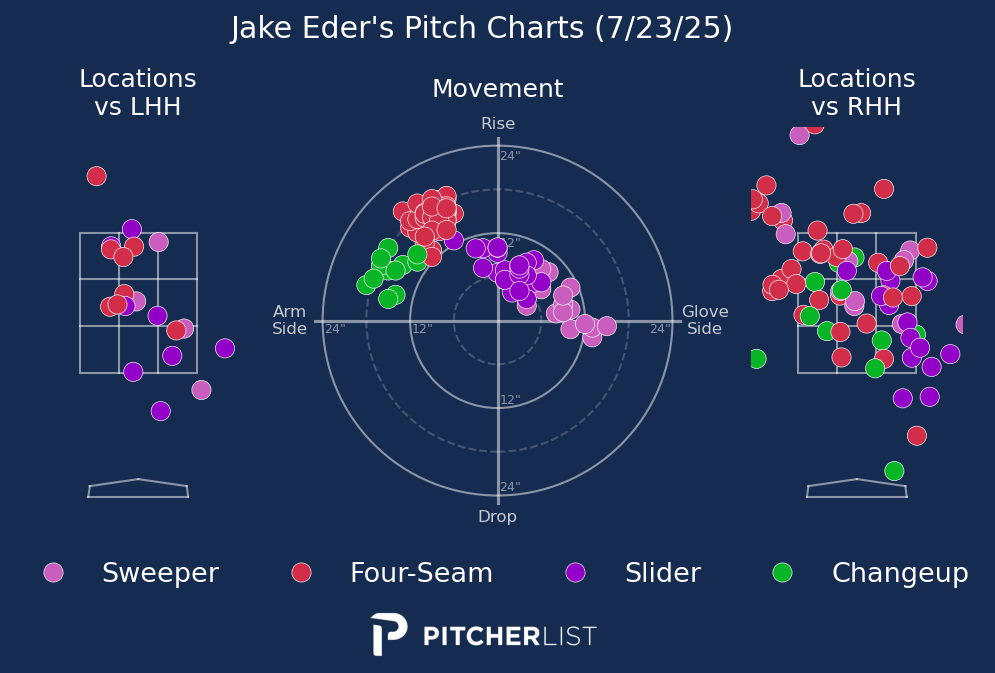 Jake Eder's Pitch Charts (7/23/25)
Locations
vs LHH
Movement
Locations
vs RHH
Rise
24"
Arm
Side
24"
12"
24"
Glove
Side
12"
24"
Drop
Sweeper
Four-Seam
Slider
Changeup
PITCHERLIST